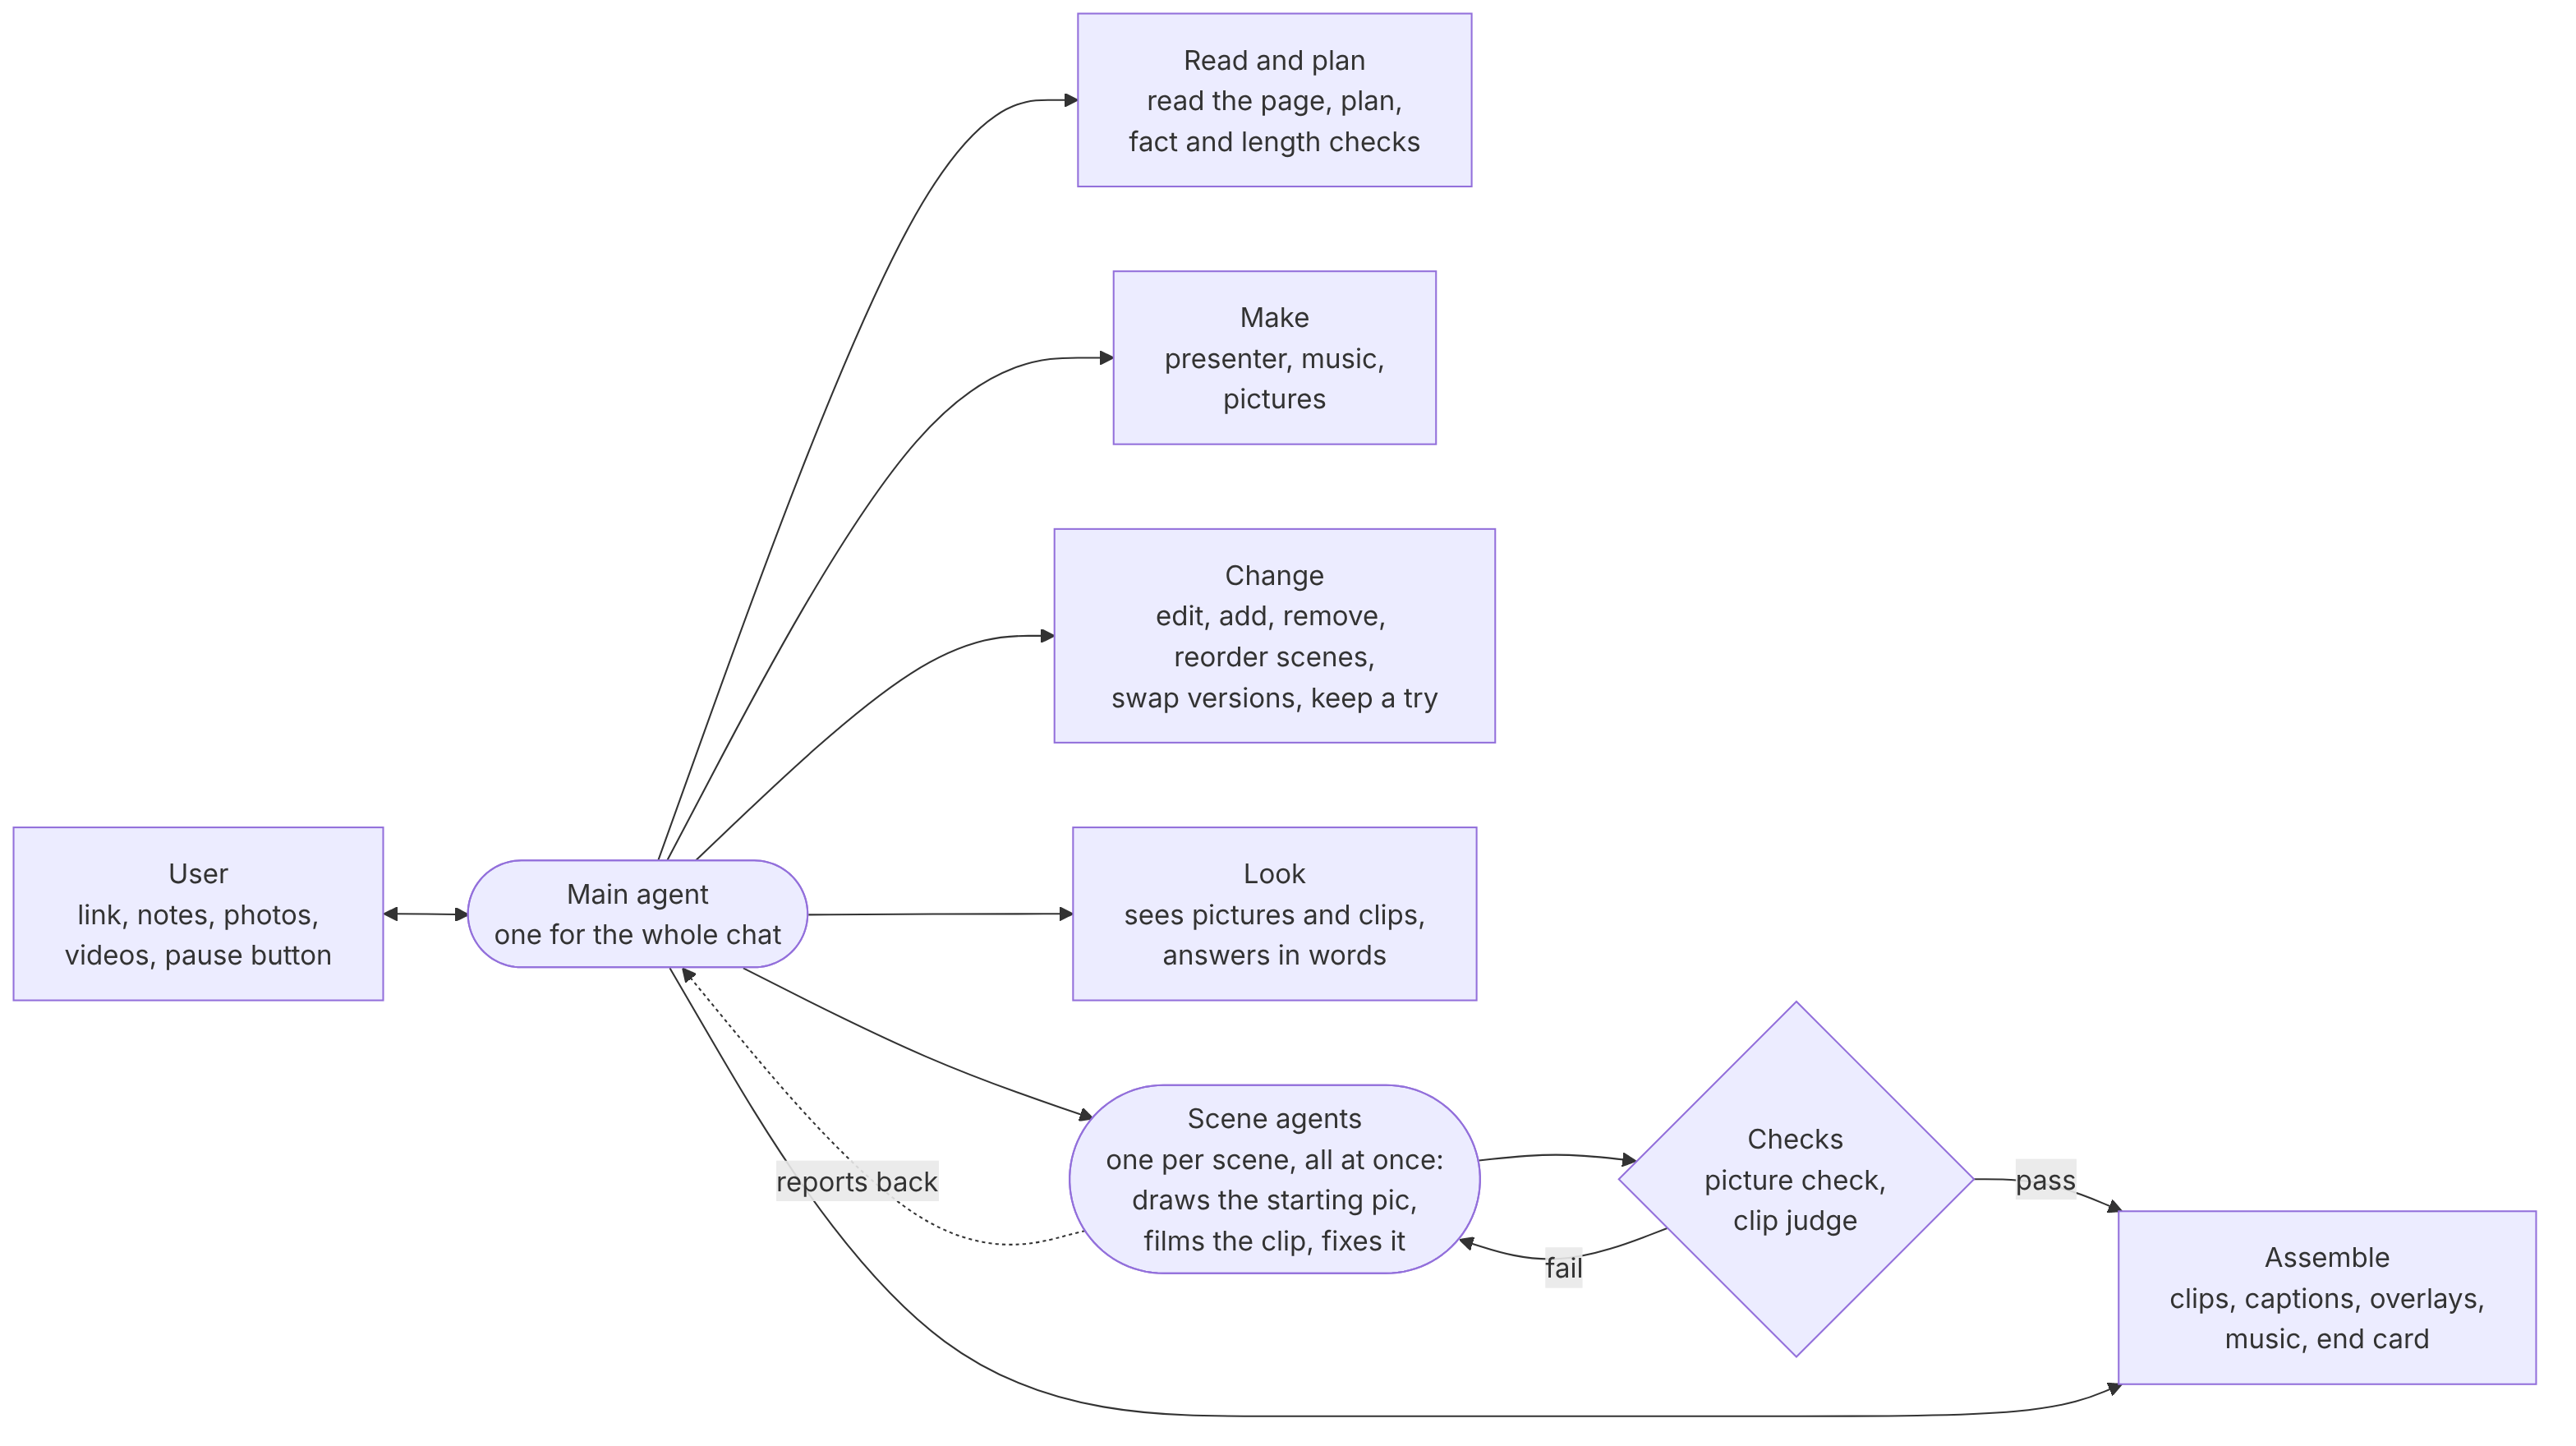 Read and plan
read the page, plan,
fact and length checks
Make
presenter, music,
pictures
Change
edit, add, remove,
reorder scenes,
swap versions, keep a try
User
link, notes, photos,
videos, pause button
Main agent
one for the whole chat
Look
sees pictures and clips,
answers in words
reports back
Scene agents
one per scene, all at once:
draws the starting pic,
films the clip, fixes it
fail
Checks
picture check,
clip judge
pass
Assemble
clips, captions, overlays,
music, end card